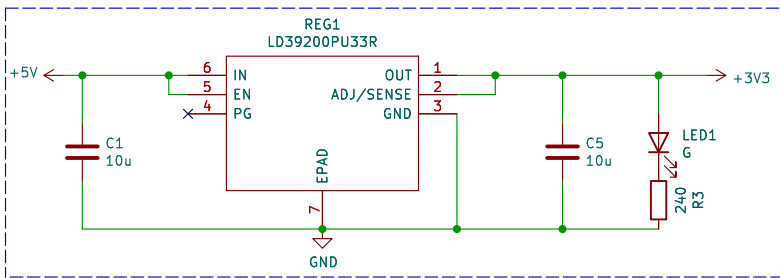 REG1
LD39200PU33R
+5V
6 IN OUT 1
5 EN ADJ/SENSE 2
4 PG GND 3
+3V3
C1
10u
EPAD
7
C5
10u
LED1
G
240
R3
GND